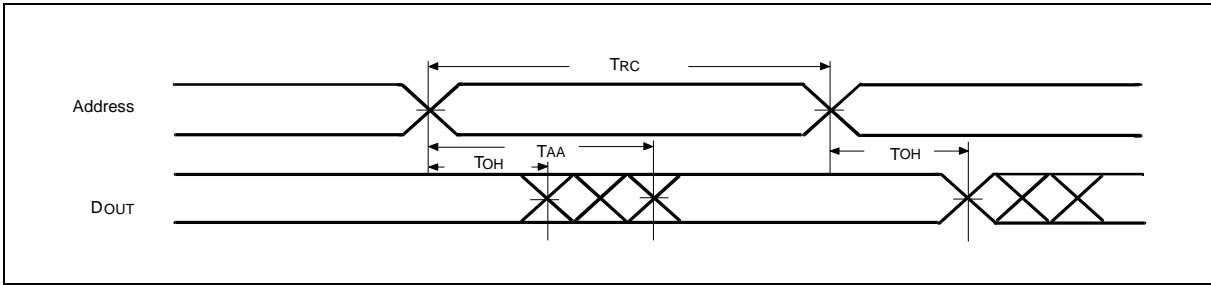 TRC
Address
TAA
TOH
TOH
DOUT